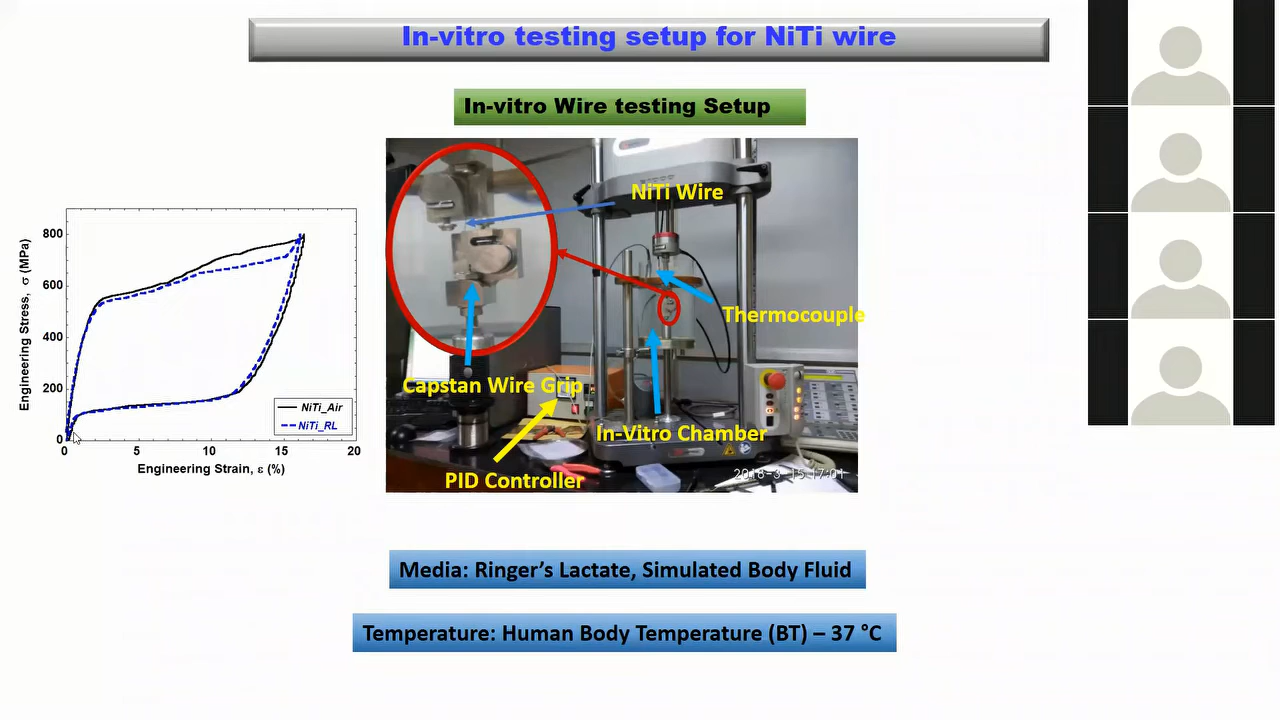 In-vitro testing setup for NiTi wire
In-vitro Wire testing Setup
NiTi Wire
Thermocouple
Capstan Wire Grip
In-Vitro Chamber
PID Controller
2018-3-15 17:01
Engineering Stress, σ (MPa)
800
600
400
200
0
0 5 10 15 20
Engineering Strain, ε (%)
NiTi_Air
NiTi_RL
Media: Ringer's Lactate, Simulated Body Fluid
Temperature: Human Body Temperature (BT) – 37 °C